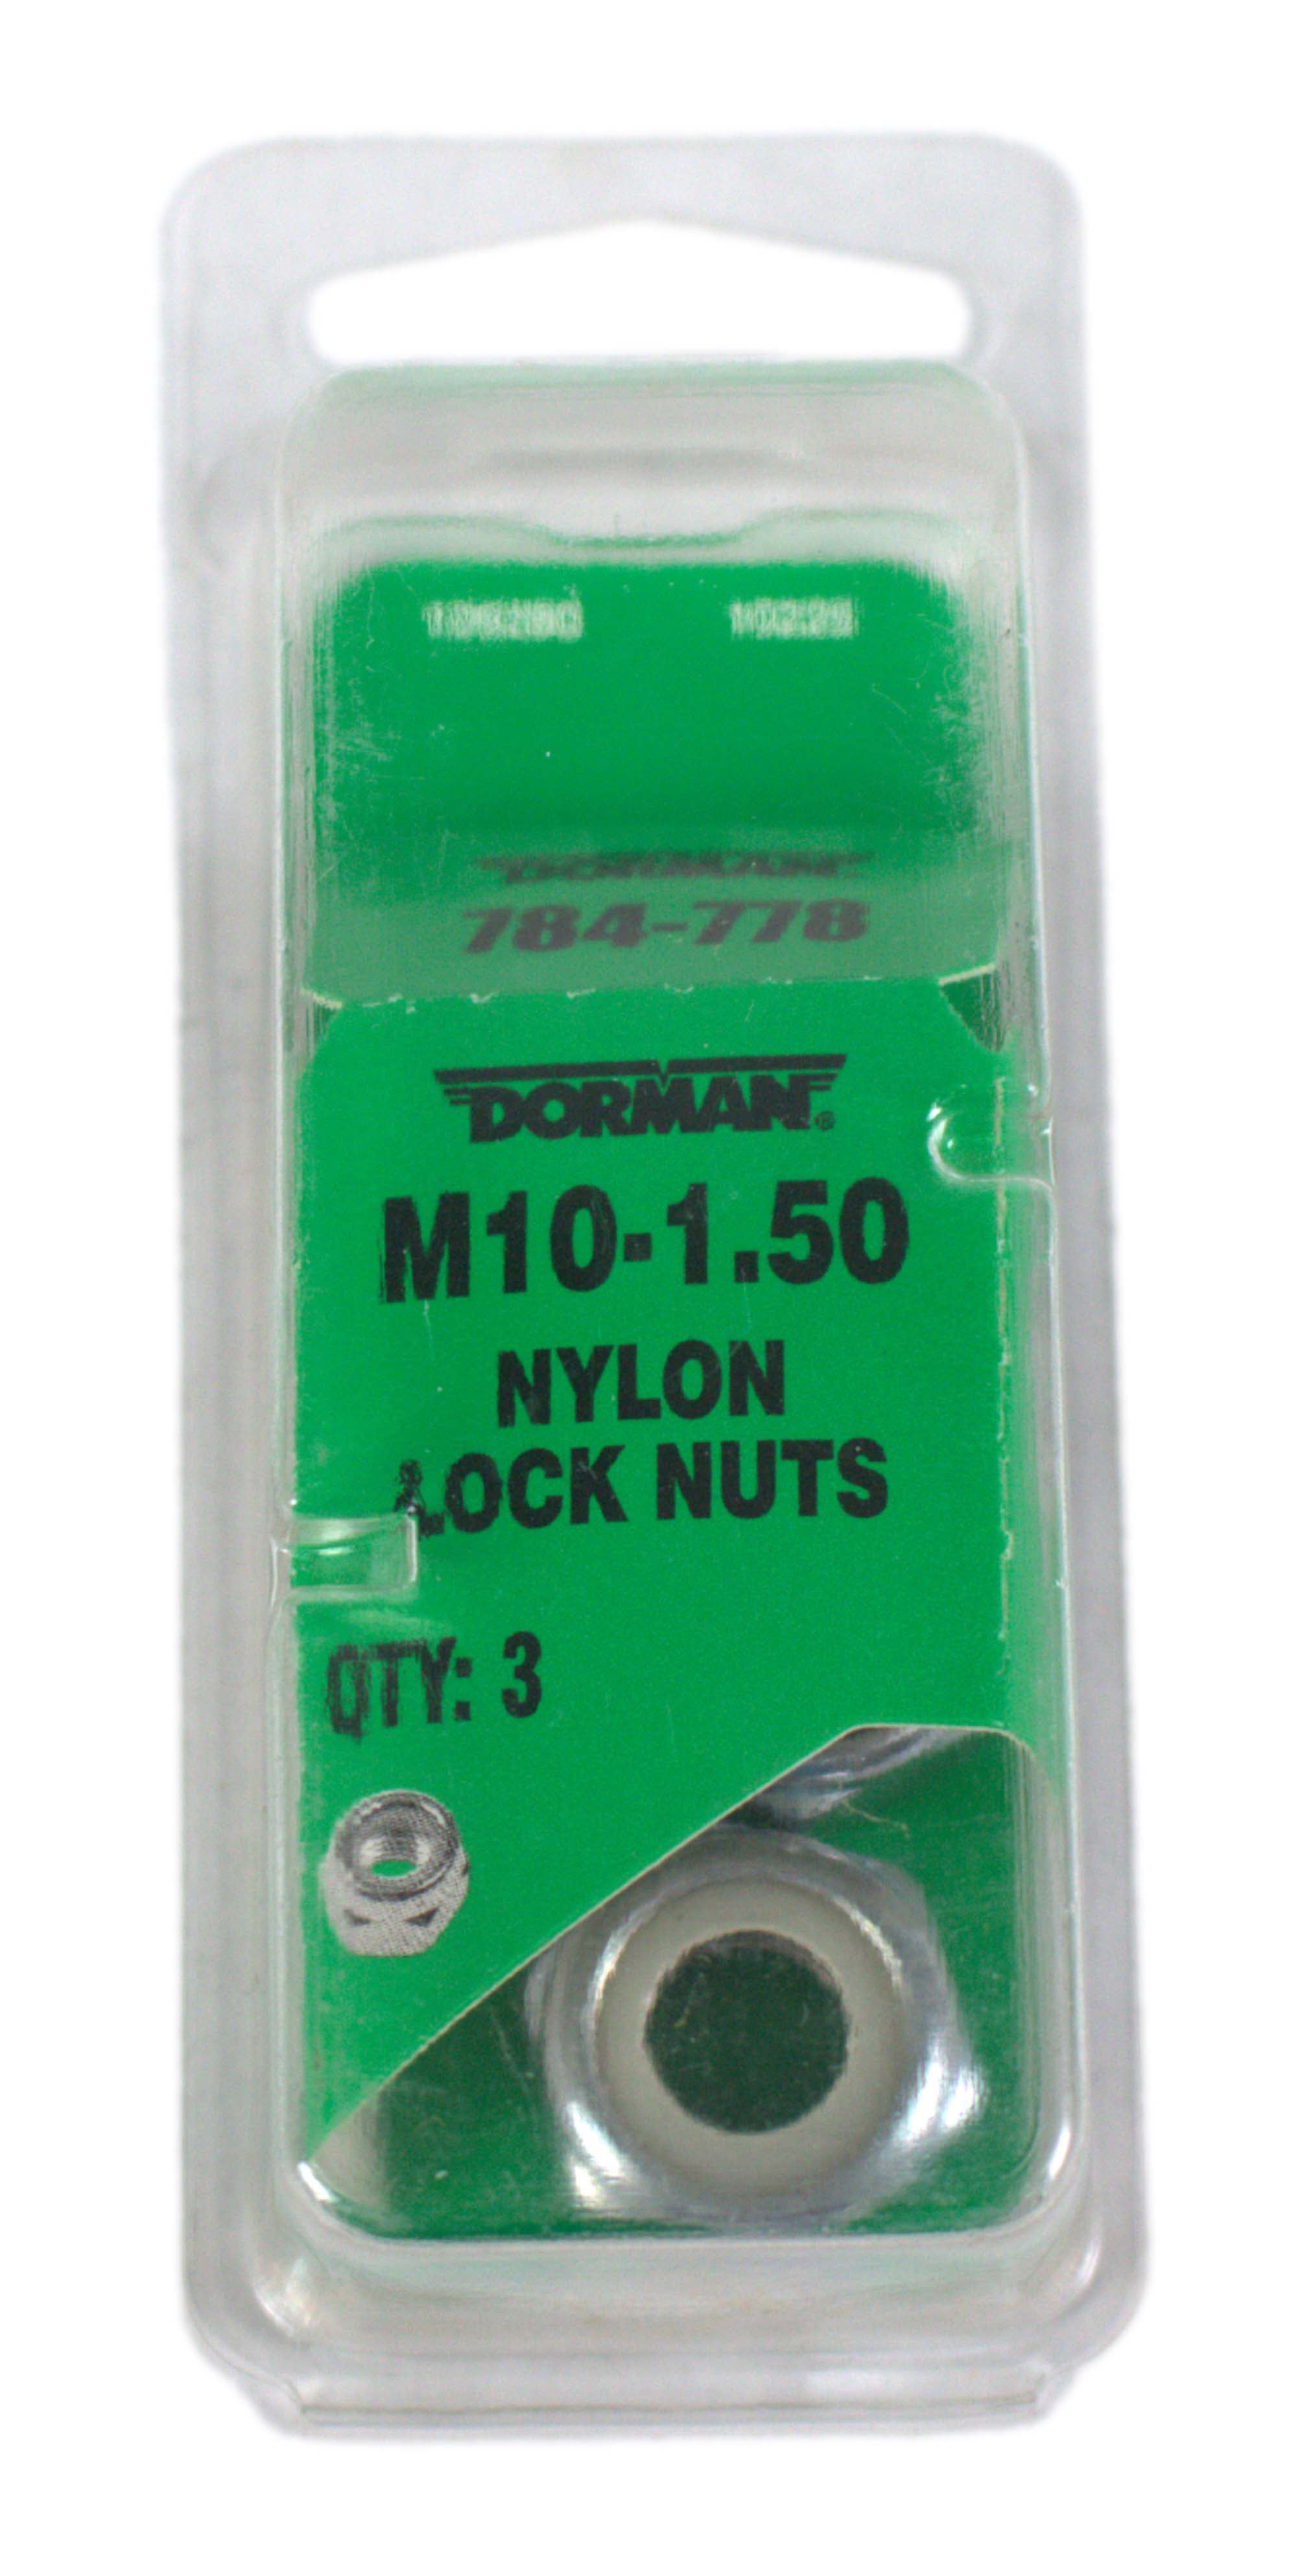 DORMAN
784-778
DORMAN®
M10-1.50
NYLON
LOCK NUTS
QTY: 3